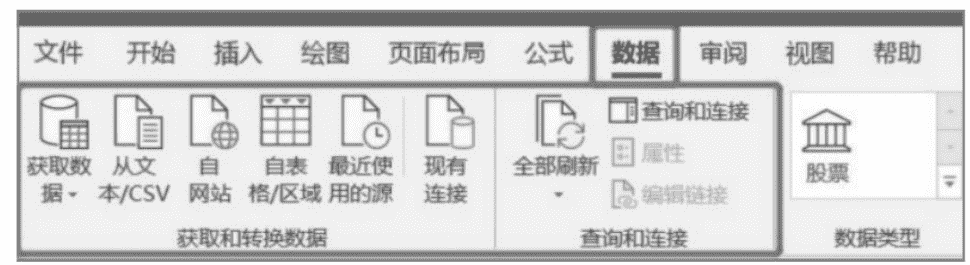 文件 开始 插入 绘图 页面布局 公式 数据 审阅 视图 帮助
获取数据
从文本/CSV
自网站
自表格/区域
最近使用的源
现有连接
获取和转换数据
全部刷新
查询和连接
属性
编辑链接
查询和连接
股票
数据类型